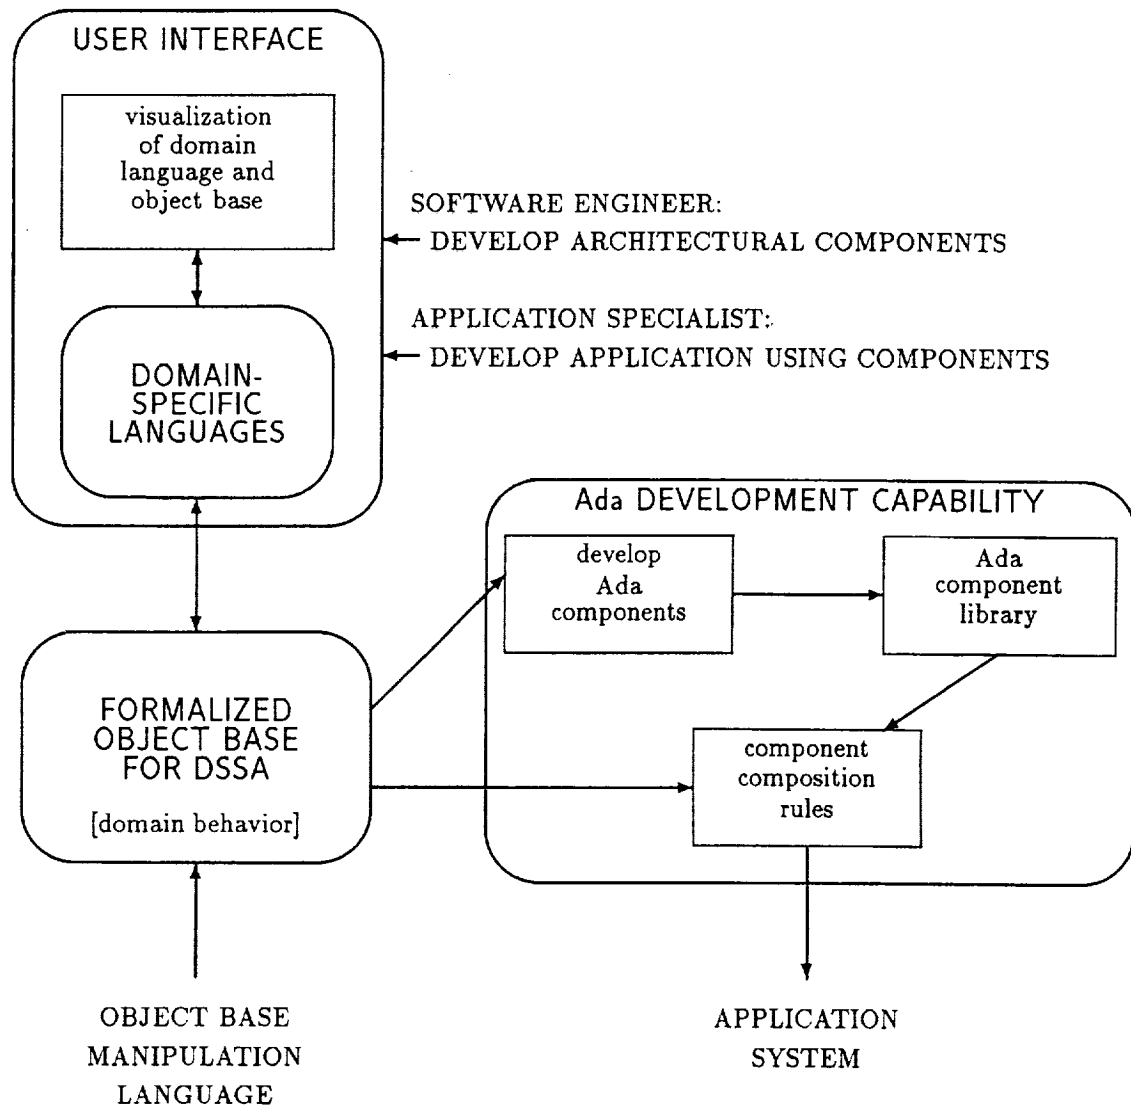 USER INTERFACE
visualization
of domain
language and
object base
SOFTWARE ENGINEER:
DEVELOP ARCHITECTURAL COMPONENTS
APPLICATION SPECIALIST:
DEVELOP APPLICATION USING COMPONENTS
DOMAIN-
SPECIFIC
LANGUAGES
Ada DEVELOPMENT CAPABILITY
develop
Ada
components
Ada
component
library
FORMALIZED
OBJECT BASE
FOR DSSA
[domain behavior]
component
composition
rules
OBJECT BASE
MANIPULATION
LANGUAGE
APPLICATION
SYSTEM